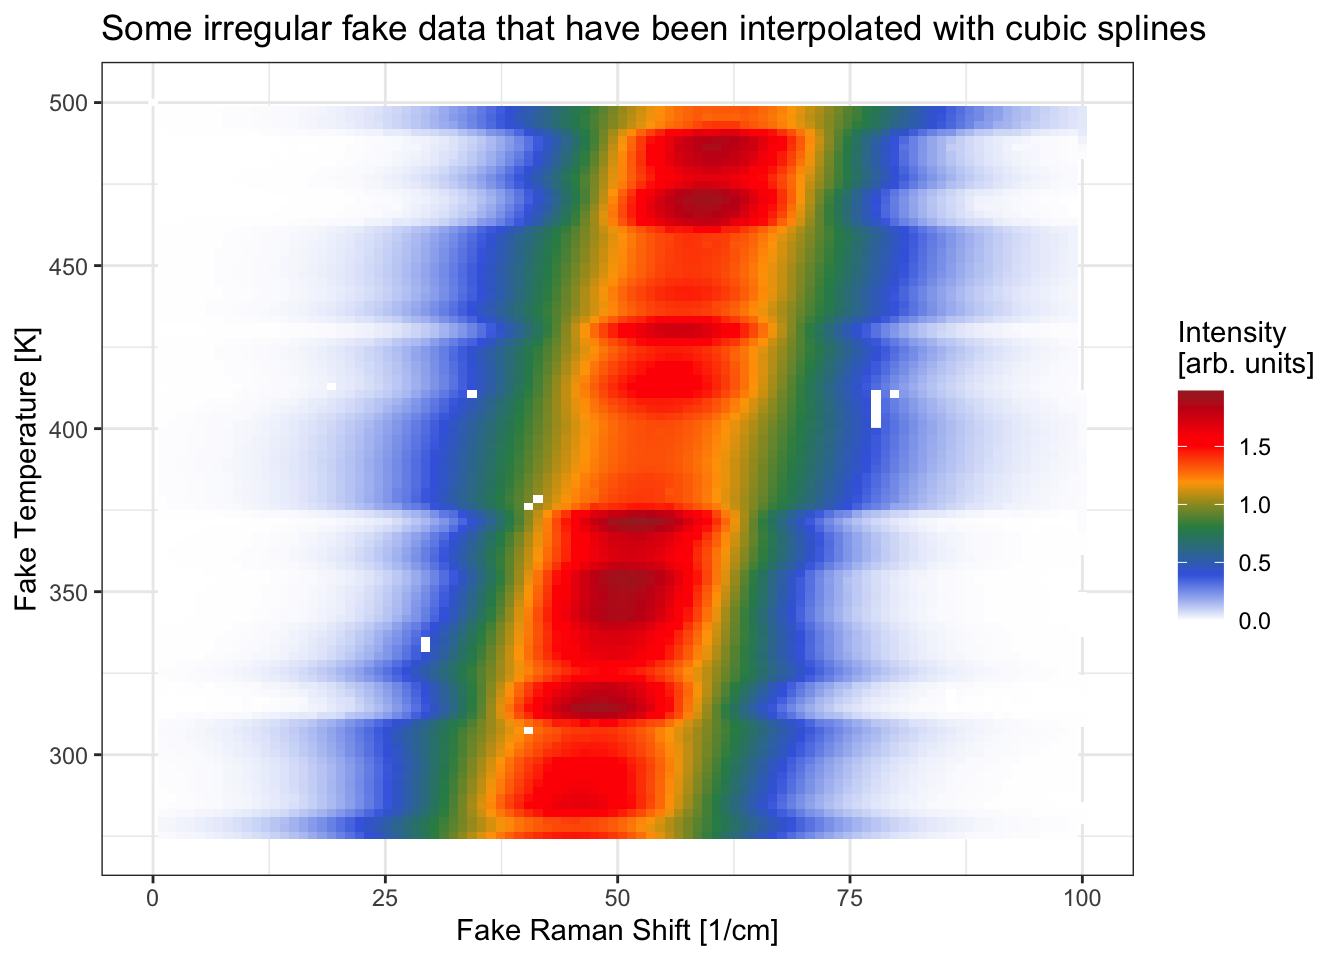 Some irregular fake data that have been interpolated with cubic splines
500
450
400
350
300
Fake Temperature [K]
0 25 50 75 100
Fake Raman Shift [1/cm]
Intensity
[arb. units]
1.5
1.0
0.5
0.0